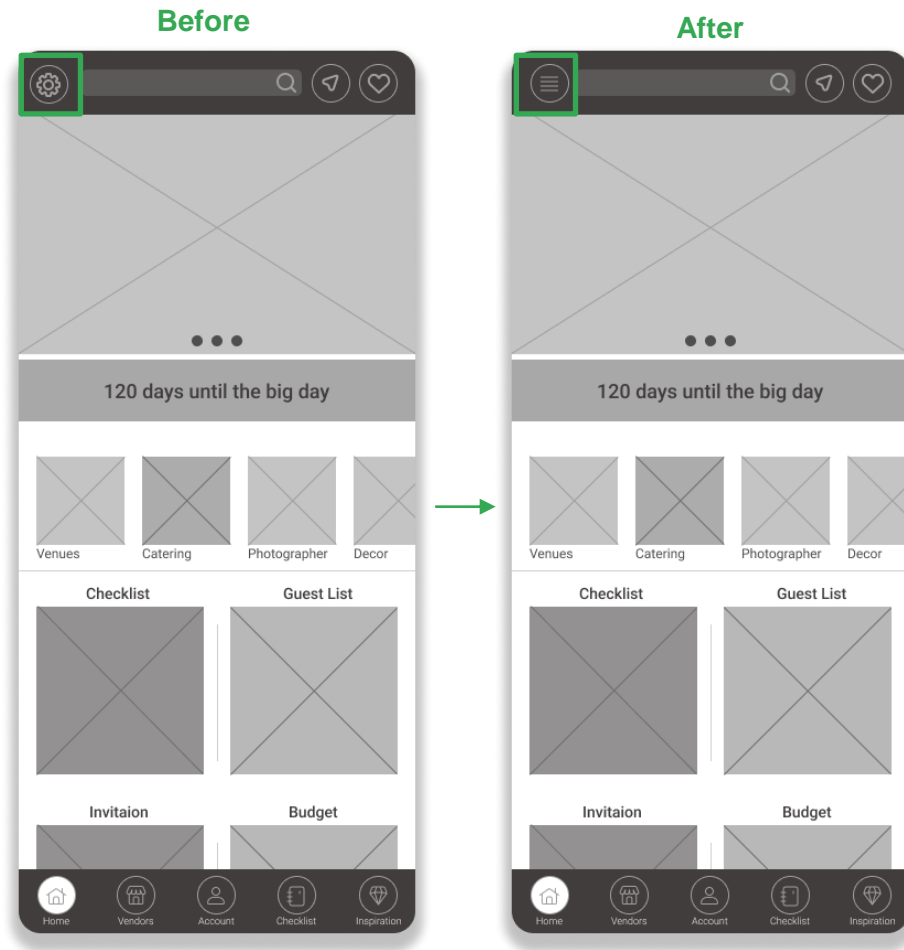 Before
After
120 days until the big day
120 days until the big day
Venues Catering Photographer Decor
Venues Catering Photographer Decor
Checklist Guest List
Checklist Guest List
Invitaion Budget
Invitaion Budget
Home Vendors Account Checklist Inspiration
Home Vendors Account Checklist Inspiration